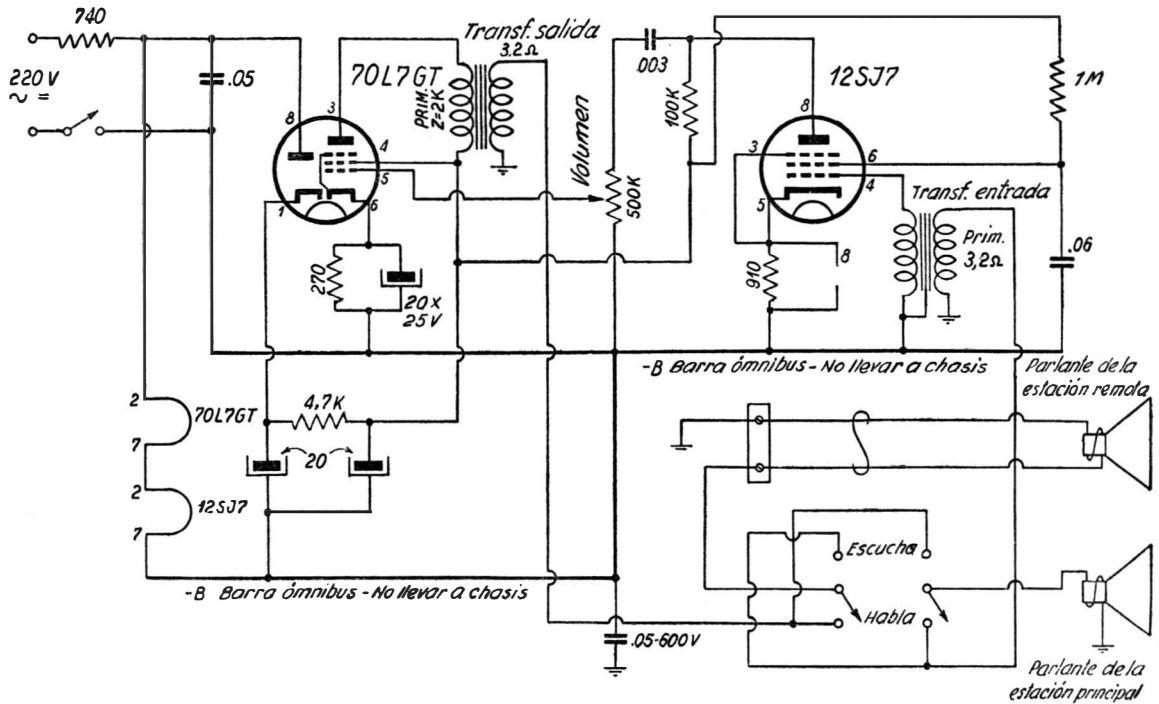 740
220 V
~ =
.05
8
3
70L7GT
PRIM.
Z=2K
Transf. salida
3,2Ω
4
5
1
6
270
20 x
25V
Volumen
500K
.003
100K
12SJ7
8
3
6
4
5
910
8
Transf. entrada
Prim.
3,2Ω
1M
.06
-B Barra ómnibus - No llevar a chasis
2
70L7GT
7
2
12SJ7
7
4,7K
20
-B Barra ómnibus - No llevar a chasis
.05-600V
Parlante de la
estación remota
Escucha
Habla
Parlante de la
estación principal